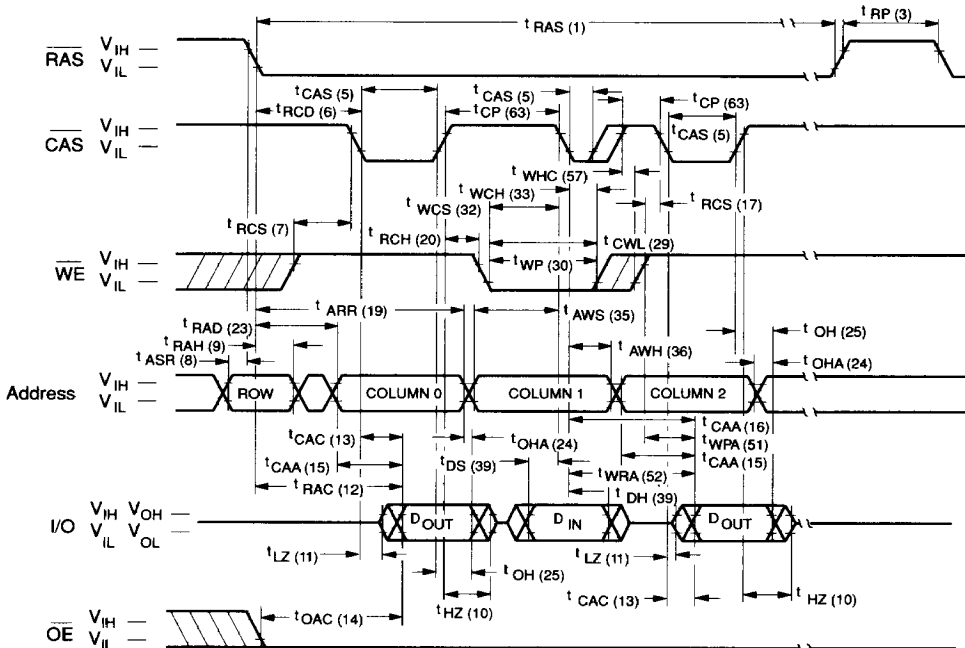 t RAS (1)
t RP (3)
RAS
V IH
V IL
t CAS (5)
t CAS (5)
t CP (63)
t RCD (6)
t CP (63)
t CAS (5)
CAS
V IH
V IL
t WHC (57)
t WCH (33)
t WCS (32)
t RCS (17)
t RCS (7)
t RCH (20)
t CWL (29)
t WP (30)
WE
V IH
V IL
t ARR (19)
t AWS (35)
t RAD (23)
t OH (25)
t RAH (9)
t AWH (36)
t ASR (8)
t OHA (24)
Address
V IH
V IL
ROW
COLUMN 0
COLUMN 1
COLUMN 2
t CAA (16)
t CAC (13)
t OHA (24)
t WPA (51)
t CAA (15)
t DS (39)
t CAA (15)
t WRA (52)
t RAC (12)
t DH (39)
I/O
V IH V OH
V IL V OL
D OUT
D IN
D OUT
t LZ (11)
t OH (25)
t LZ (11)
t HZ (10)
t CAC (13)
t HZ (10)
t OAC (14)
OE
V IH
V IL